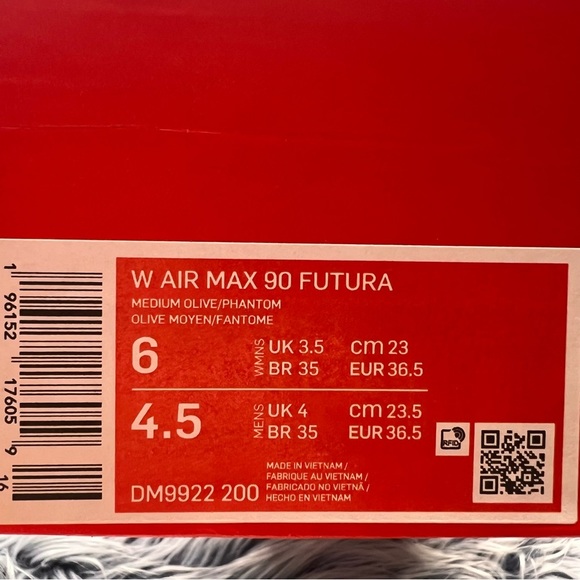 W AIR MAX 90 FUTURA
MEDIUM OLIVE/PHANTOM
OLIVE MOYEN/FANTOME
6 WMNS UK 3.5 cm 23
BR 35 EUR 36.5
4.5 MENS UK 4 cm 23.5
BR 35 EUR 36.5
RFID
MADE IN VIETNAM /
FABRIQUE AU VIETNAM /
FABRICADO NO VIETNÃ /
HECHO EN VIETNAM
DM9922 200
1 96152 17605 9 16